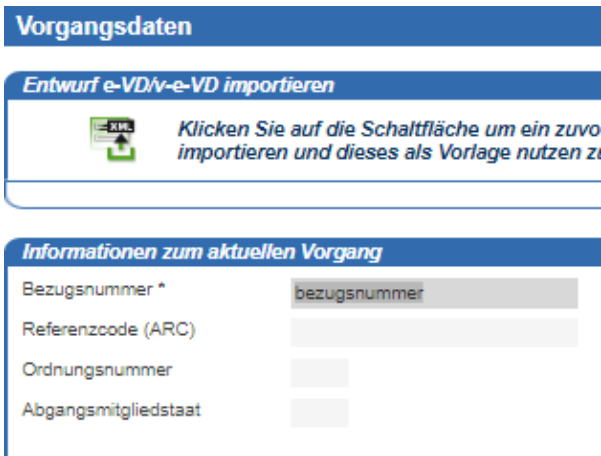 Vorgangsdaten
Entwurf e-VD/v-e-VD importieren
XML
Klicken Sie auf die Schaltfläche um ein zuvo
importieren und dieses als Vorlage nutzen zu
Informationen zum aktuellen Vorgang
Bezugsnummer * bezugsnummer
Referenzcode (ARC)
Ordnungsnummer
Abgangsmitgliedstaat